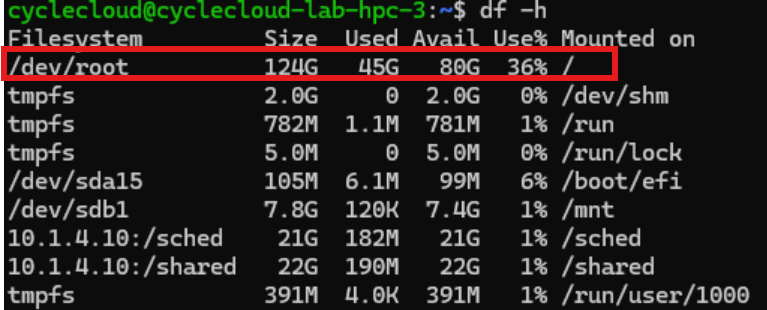 cyclecloud@cyclecloud-lab-hpc-3:~$ df -h
Filesystem           Size  Used Avail Use% Mounted on
/dev/root            124G   45G   80G  36% /
tmpfs                2.0G     0  2.0G   0% /dev/shm
tmpfs                782M  1.1M  781M   1% /run
tmpfs                5.0M     0  5.0M   0% /run/lock
/dev/sda15           105M  6.1M   99M   6% /boot/efi
/dev/sdb1            7.8G  120K  7.4G   1% /mnt
10.1.4.10:/sched      21G  182M   21G   1% /sched
10.1.4.10:/shared     22G  190M   22G   1% /shared
tmpfs                391M  4.0K  391M   1% /run/user/1000